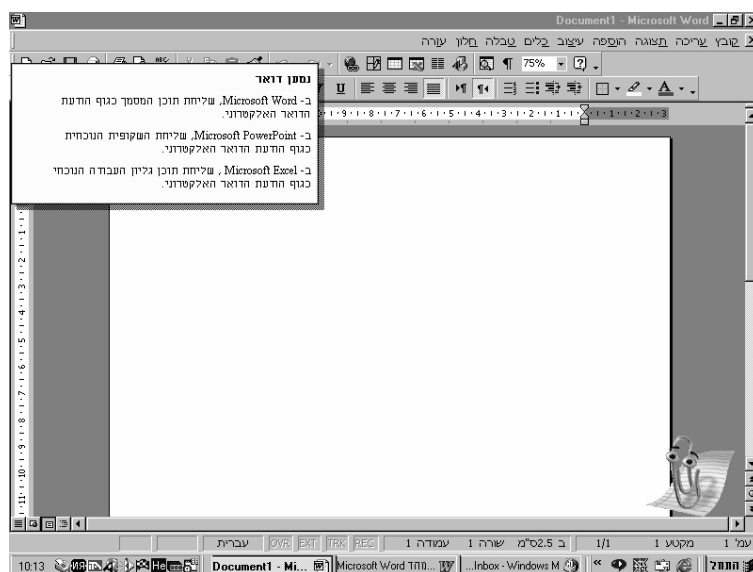 Document1 - Microsoft Word
קובץ עריכה תצוגה הוספה עיצוב כלים טבלה חלון עזרה
75%
נמען דואר
ב- Microsoft Word, שליחת תוכן המסמך כגוף הודעת
הדואר האלקטרוני.
ב- Microsoft PowerPoint, שליחת השקופית הנוכחית
כגוף הודעת הדואר האלקטרוני.
ב- Microsoft Excel , שליחת תוכן גליון העבודה הנוכחי
כגוף הודעת הדואר האלקטרוני.
עמ' 1 מקטע 1 1/1 ב 2.5ס"מ שורה 1 עמודה 1 REC TRK EXT OVR עברית
התחל
Inbox - Windows M...
Microsoft Word
Document1 - Mi...
He
10:13